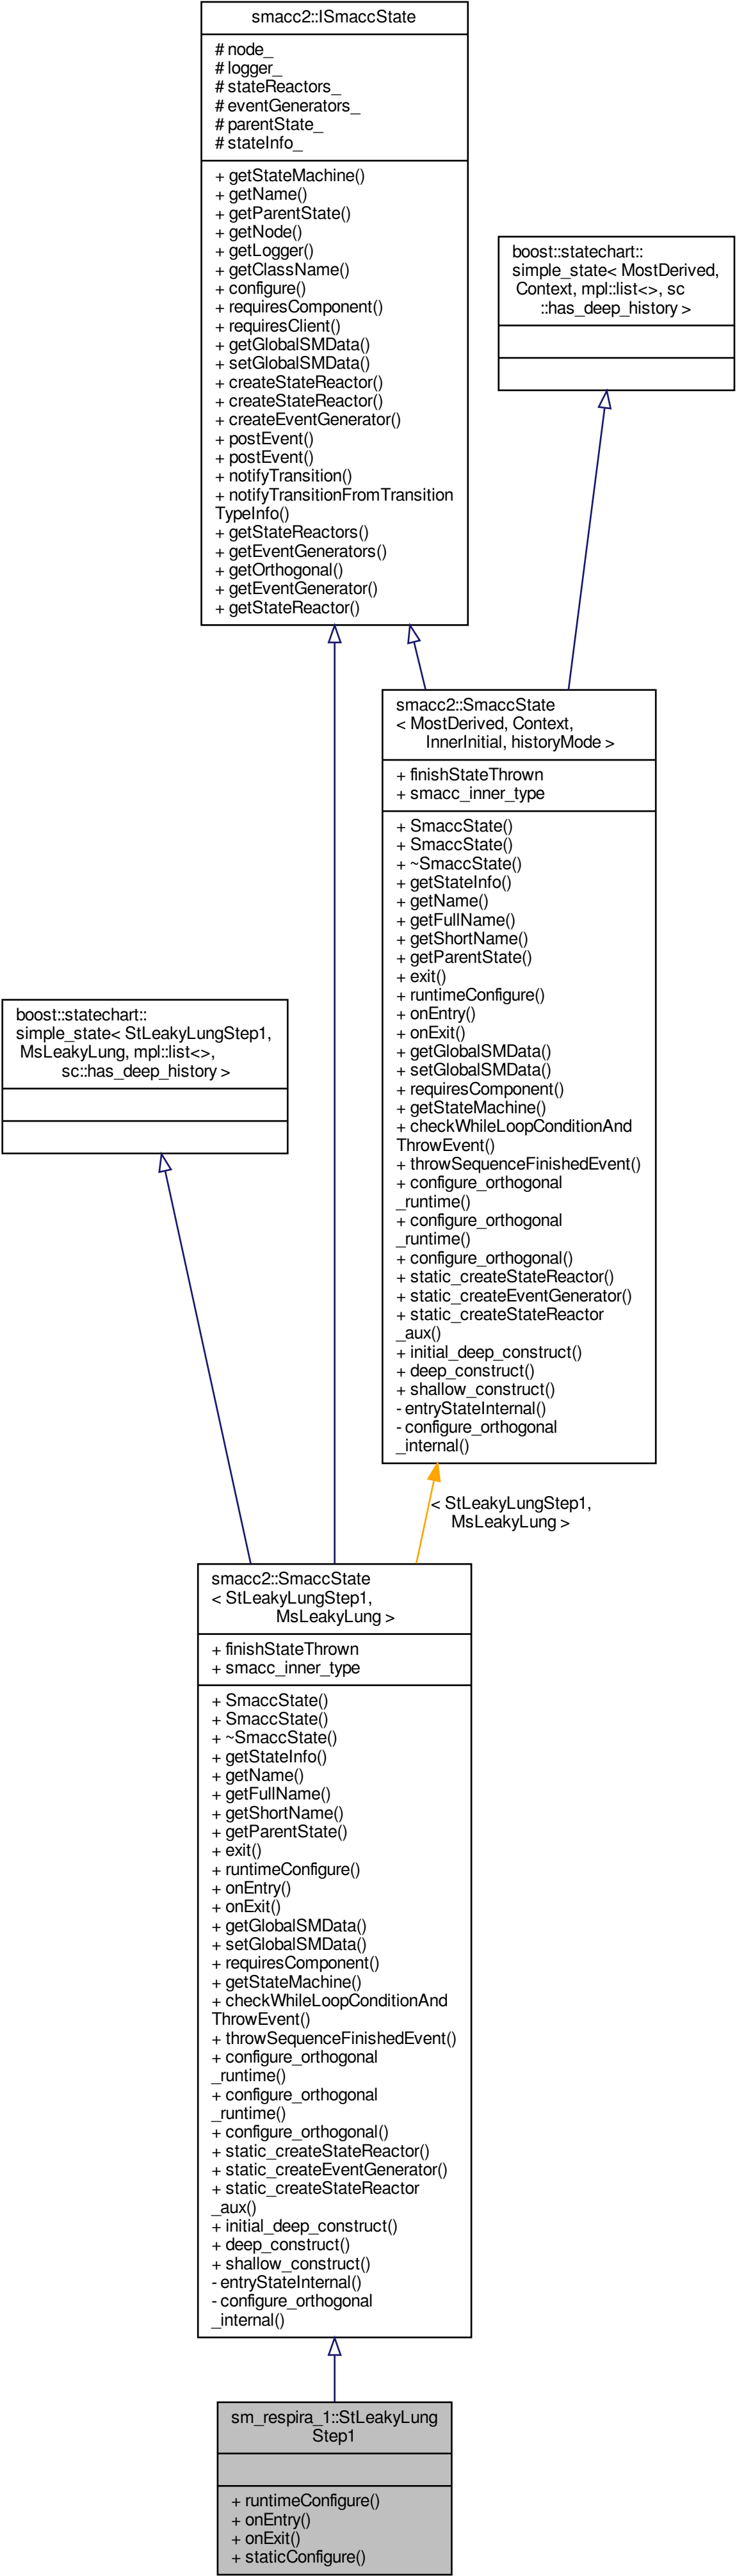 smacc2::ISmaccState
# node_
# logger_
# stateReactors_
# eventGenerators_
# parentState_
# stateInfo_
+ getStateMachine()
+ getName()
+ getParentState()
+ getNode()
+ getLogger()
+ getClassName()
+ configure()
+ requiresComponent()
+ requiresClient()
+ getGlobalSMData()
+ setGlobalSMData()
+ createStateReactor()
+ createStateReactor()
+ createEventGenerator()
+ postEvent()
+ postEvent()
+ notifyTransition()
+ notifyTransitionFromTransition
TypeInfo()
+ getStateReactors()
+ getEventGenerators()
+ getOrthogonal()
+ getEventGenerator()
+ getStateReactor()
boost::statechart::
simple_state< MostDerived,
Context, mpl::list<>, sc
::has_deep_history >
smacc2::SmaccState
< MostDerived, Context,
InnerInitial, historyMode >
+ finishStateThrown
+ smacc_inner_type
+ SmaccState()
+ SmaccState()
+ ~SmaccState()
+ getStateInfo()
+ getName()
+ getFullName()
+ getShortName()
+ getParentState()
+ exit()
+ runtimeConfigure()
+ onEntry()
+ onExit()
+ getGlobalSMData()
+ setGlobalSMData()
+ requiresComponent()
+ getStateMachine()
+ checkWhileLoopConditionAnd
ThrowEvent()
+ throwSequenceFinishedEvent()
+ configure_orthogonal
_runtime()
+ configure_orthogonal
_runtime()
+ configure_orthogonal()
+ static_createStateReactor()
+ static_createEventGenerator()
+ static_createStateReactor
_aux()
+ initial_deep_construct()
+ deep_construct()
+ shallow_construct()
- entryStateInternal()
- configure_orthogonal
_internal()
boost::statechart::
simple_state< StLeakyLungStep1,
MsLeakyLung, mpl::list<>,
sc::has_deep_history >
< StLeakyLungStep1,
MsLeakyLung >
smacc2::SmaccState
< StLeakyLungStep1,
MsLeakyLung >
+ finishStateThrown
+ smacc_inner_type
+ SmaccState()
+ SmaccState()
+ ~SmaccState()
+ getStateInfo()
+ getName()
+ getFullName()
+ getShortName()
+ getParentState()
+ exit()
+ runtimeConfigure()
+ onEntry()
+ onExit()
+ getGlobalSMData()
+ setGlobalSMData()
+ requiresComponent()
+ getStateMachine()
+ checkWhileLoopConditionAnd
ThrowEvent()
+ throwSequenceFinishedEvent()
+ configure_orthogonal
_runtime()
+ configure_orthogonal
_runtime()
+ configure_orthogonal()
+ static_createStateReactor()
+ static_createEventGenerator()
+ static_createStateReactor
_aux()
+ initial_deep_construct()
+ deep_construct()
+ shallow_construct()
- entryStateInternal()
- configure_orthogonal
_internal()
sm_respira_1::StLeakyLung
Step1
+ runtimeConfigure()
+ onEntry()
+ onExit()
+ staticConfigure()